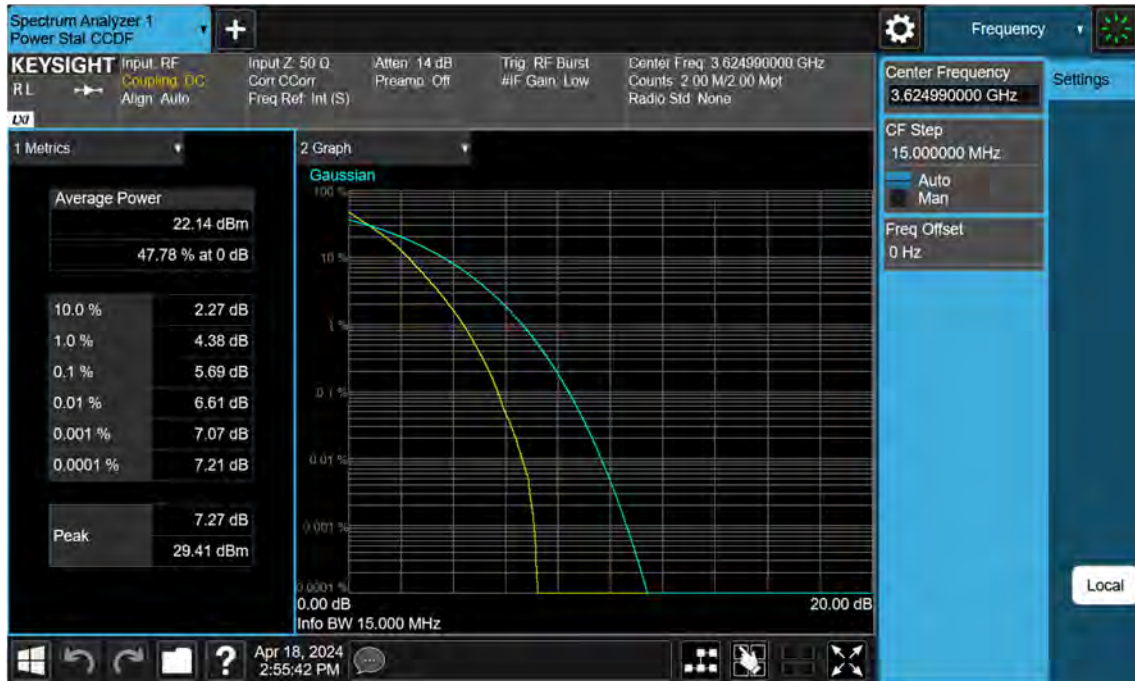 Spectrum Analyzer 1
Power Stat CCDF
+
Frequency
KEYSIGHT
RL
LXI
Input: RF
Coupling: DC
Align: Auto
Input Z: 50 Ω
Corr CCorr
Freq Ref: Int (S)
Atten: 14 dB
Preamp: Off
Trig: RF Burst
#IF Gain: Low
Center Freq: 3.624990000 GHz
Counts: 2.00 M/2.00 Mpt
Radio Std: None
Center Frequency
3.624990000 GHz
Settings
CF Step
15.000000 MHz
Auto
Man
Freq Offset
0 Hz
1 Metrics
Average Power
22.14 dBm
47.78 % at 0 dB
10.0 % 2.27 dB
1.0 % 4.38 dB
0.1 % 5.69 dB
0.01 % 6.61 dB
0.001 % 7.07 dB
0.0001 % 7.21 dB
Peak
7.27 dB
29.41 dBm
2 Graph
Gaussian
100 %
10 %
1 %
0.1 %
0.01 %
0.001 %
0.0001 %
0.00 dB 20.00 dB
Info BW 15.000 MHz
Local
?
Apr 18, 2024
2:55:42 PM